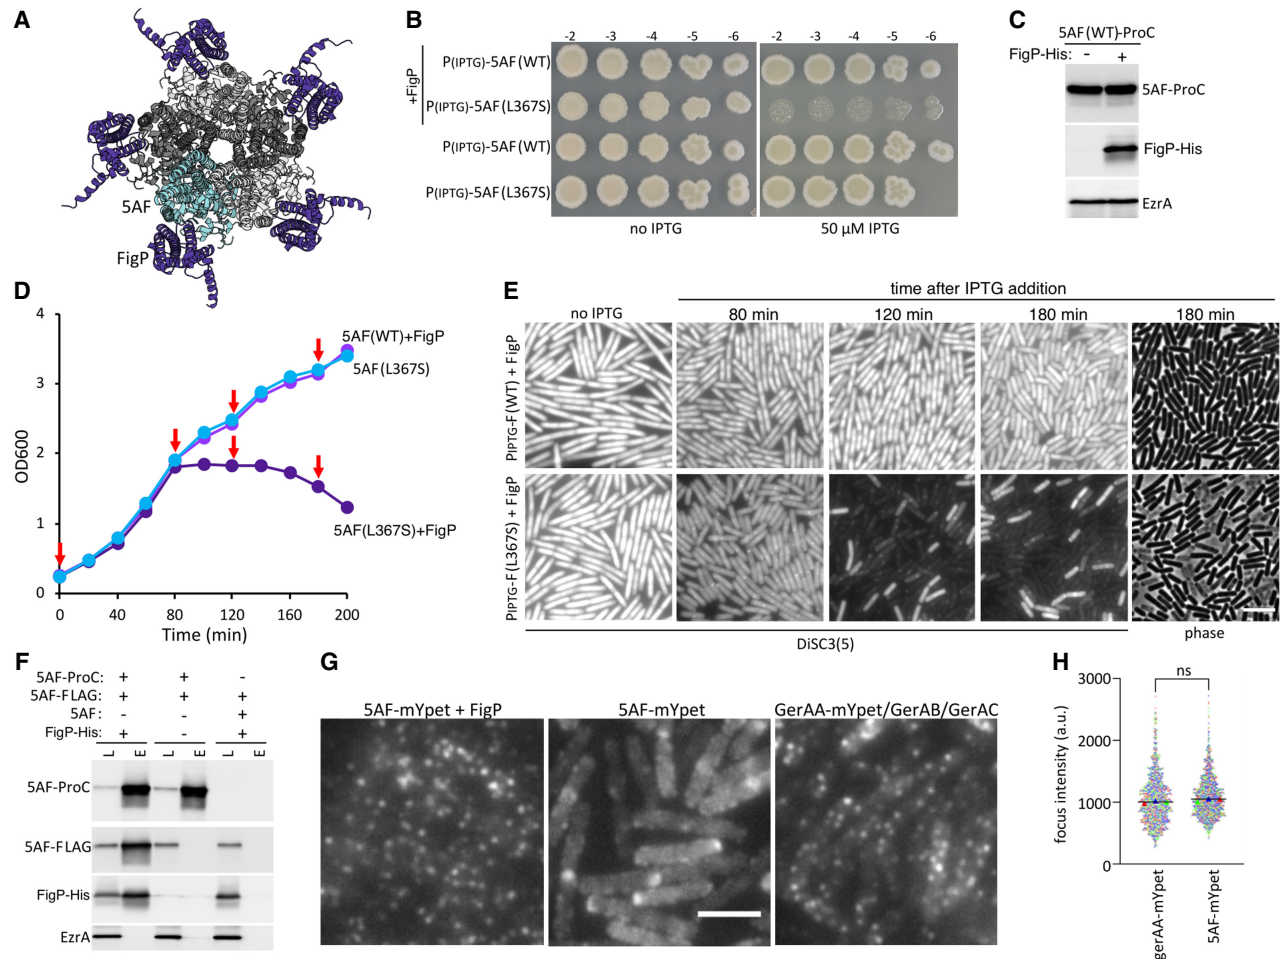 A
5AF
FigP
B
-2 -3 -4 -5 -6 -2 -3 -4 -5 -6
+FigP
P(IPTG)-5AF(WT)
P(IPTG)-5AF(L367S)
P(IPTG)-5AF(WT)
P(IPTG)-5AF(L367S)
no IPTG 50 µM IPTG
C
5AF(WT)-ProC
FigP-His: - +
5AF-ProC
FigP-His
EzrA
D
OD600
4
3
2
1
0
0 40 80 120 160 200
Time (min)
5AF(WT)+FigP
5AF(L367S)
5AF(L367S)+FigP
E
time after IPTG addition
no IPTG 80 min 120 min 180 min 180 min
PIPTG-F(WT) + FigP
PIPTG-F(L367S) + FigP
DiSC3(5) phase
F
5AF-ProC: + + -
5AF-FLAG: + + +
5AF: - - +
FigP-His: + - +
L E L E L E
5AF-ProC
5AF-FLAG
FigP-His
EzrA
G
5AF-mYpet + FigP 5AF-mYpet GerAA-mYpet/GerAB/GerAC
H
ns
focus intensity (a.u.)
3000
2000
1000
0
gerAA-mYpet 5AF-mYpet